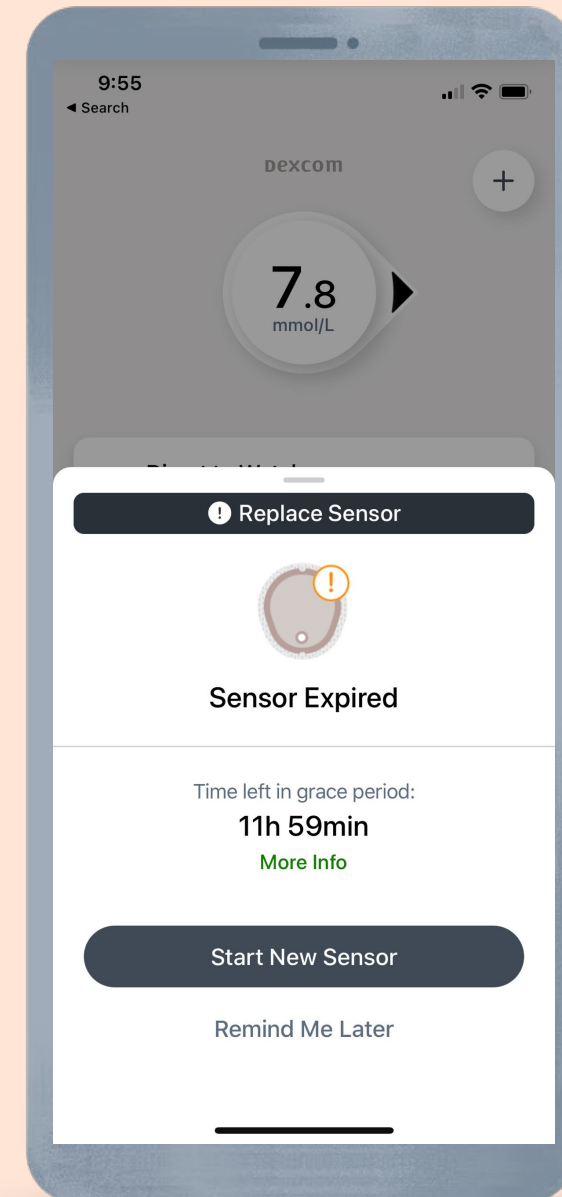 9:55
◀ Search
Dexcom
+
7.8
mmol/L
! Replace Sensor
!
Sensor Expired
Time left in grace period:
11h 59min
More Info
Start New Sensor
Remind Me Later